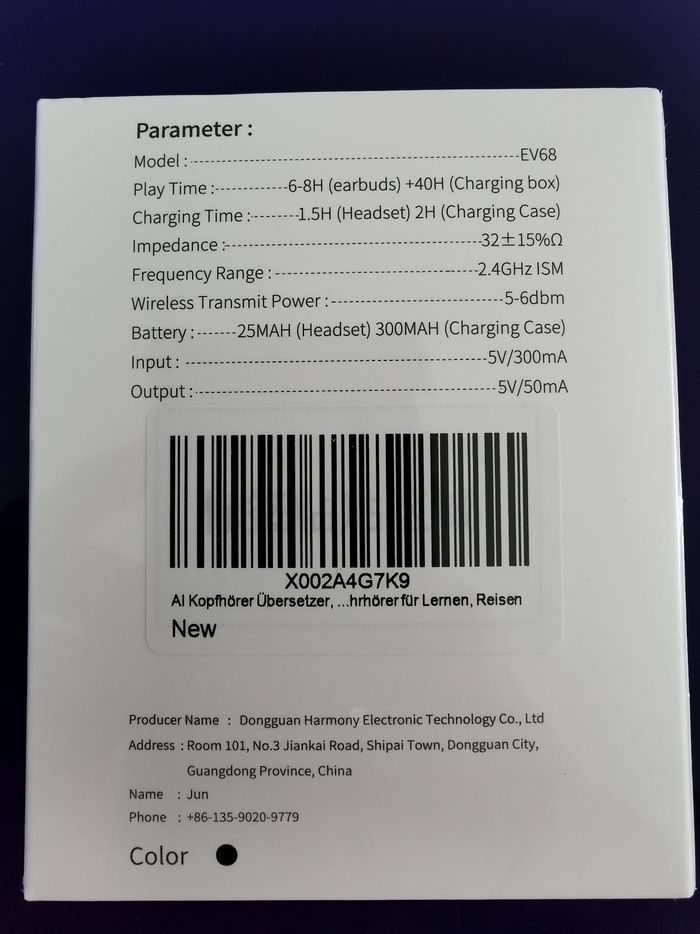 Parameter :
Model : EV68
Play Time : 6-8H (earbuds) +40H (Charging box)
Charging Time : 1.5H (Headset) 2H (Charging Case)
Impedance : 32±15%Ω
Frequency Range : 2.4GHz ISM
Wireless Transmit Power : 5-6dbm
Battery : 25MAH (Headset) 300MAH (Charging Case)
Input : 5V/300mA
Output : 5V/50mA
X002A4G7K9
AI Kopfhörer Übersetzer, ...hrhörer für Lernen, Reisen
New
Producer Name : Dongguan Harmony Electronic Technology Co., Ltd
Address : Room 101, No.3 Jiankai Road, Shipai Town, Dongguan City,
Guangdong Province, China
Name : Jun
Phone : +86-135-9020-9779
Color